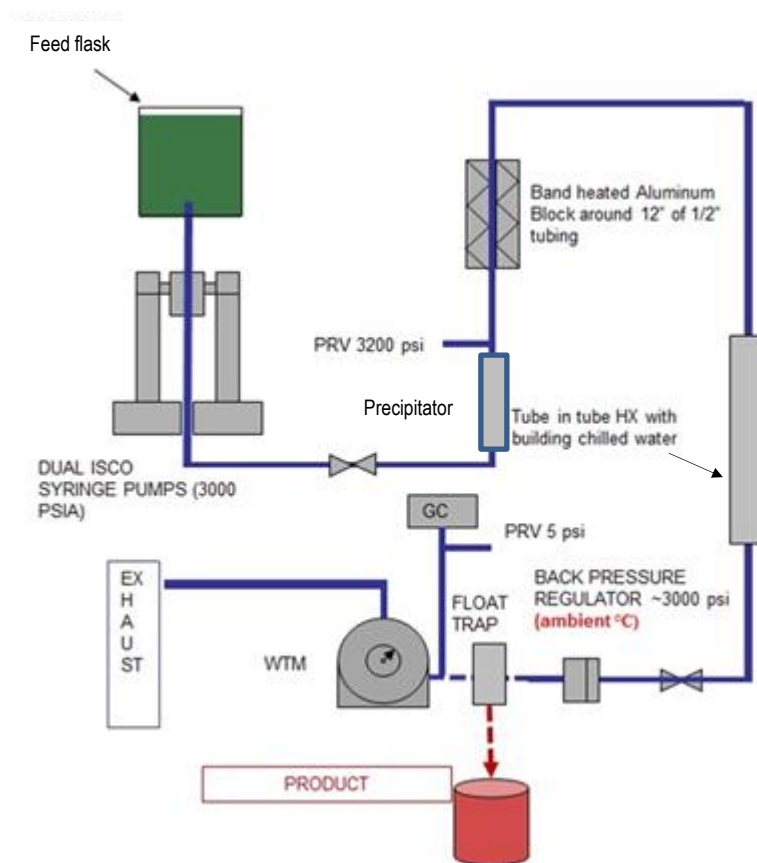 Feed flask
Band heated Aluminum
Block around 12" of 1/2"
tubing
PRV 3200 psi
Precipitator
Tube in tube HX with
building chilled water
DUAL ISCO
SYRINGE PUMPS (3000
PSIA)
GC
PRV 5 psi
EX
H
A
U
ST
BACK PRESSURE
REGULATOR ~3000 psi
(ambient °C)
FLOAT
TRAP
WTM
PRODUCT